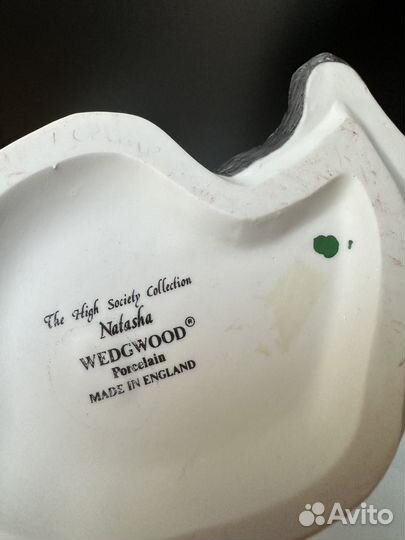 The High Society Collection
Natasha
WEDGWOOD®
Porcelain
MADE IN ENGLAND
Avito